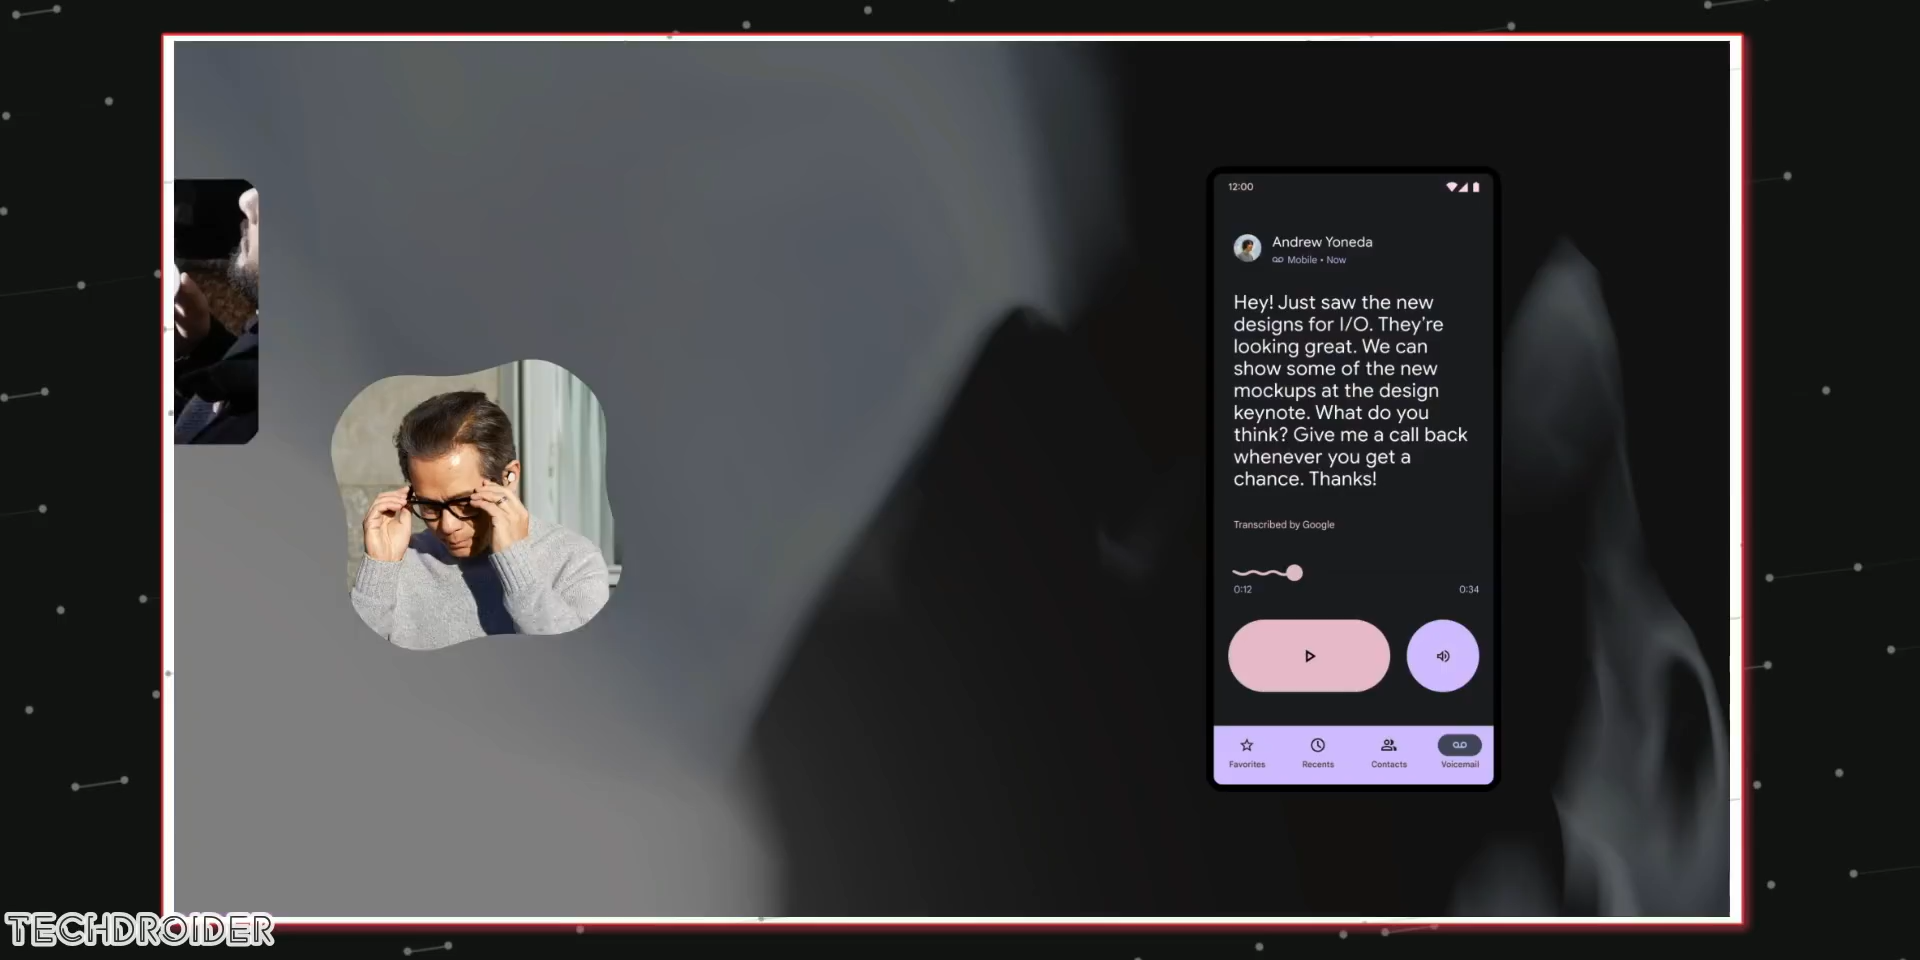 12:00
Andrew Yoneda
Mobile • Now
Hey! Just saw the new
designs for I/O. They're
looking great. We can
show some of the new
mockups at the design
keynote. What do you
think? Give me a call back
whenever you get a
chance. Thanks!
Transcribed by Google
0:12
0:34
Favorites
Recents
Contacts
Voicemail
TECHDROIDER